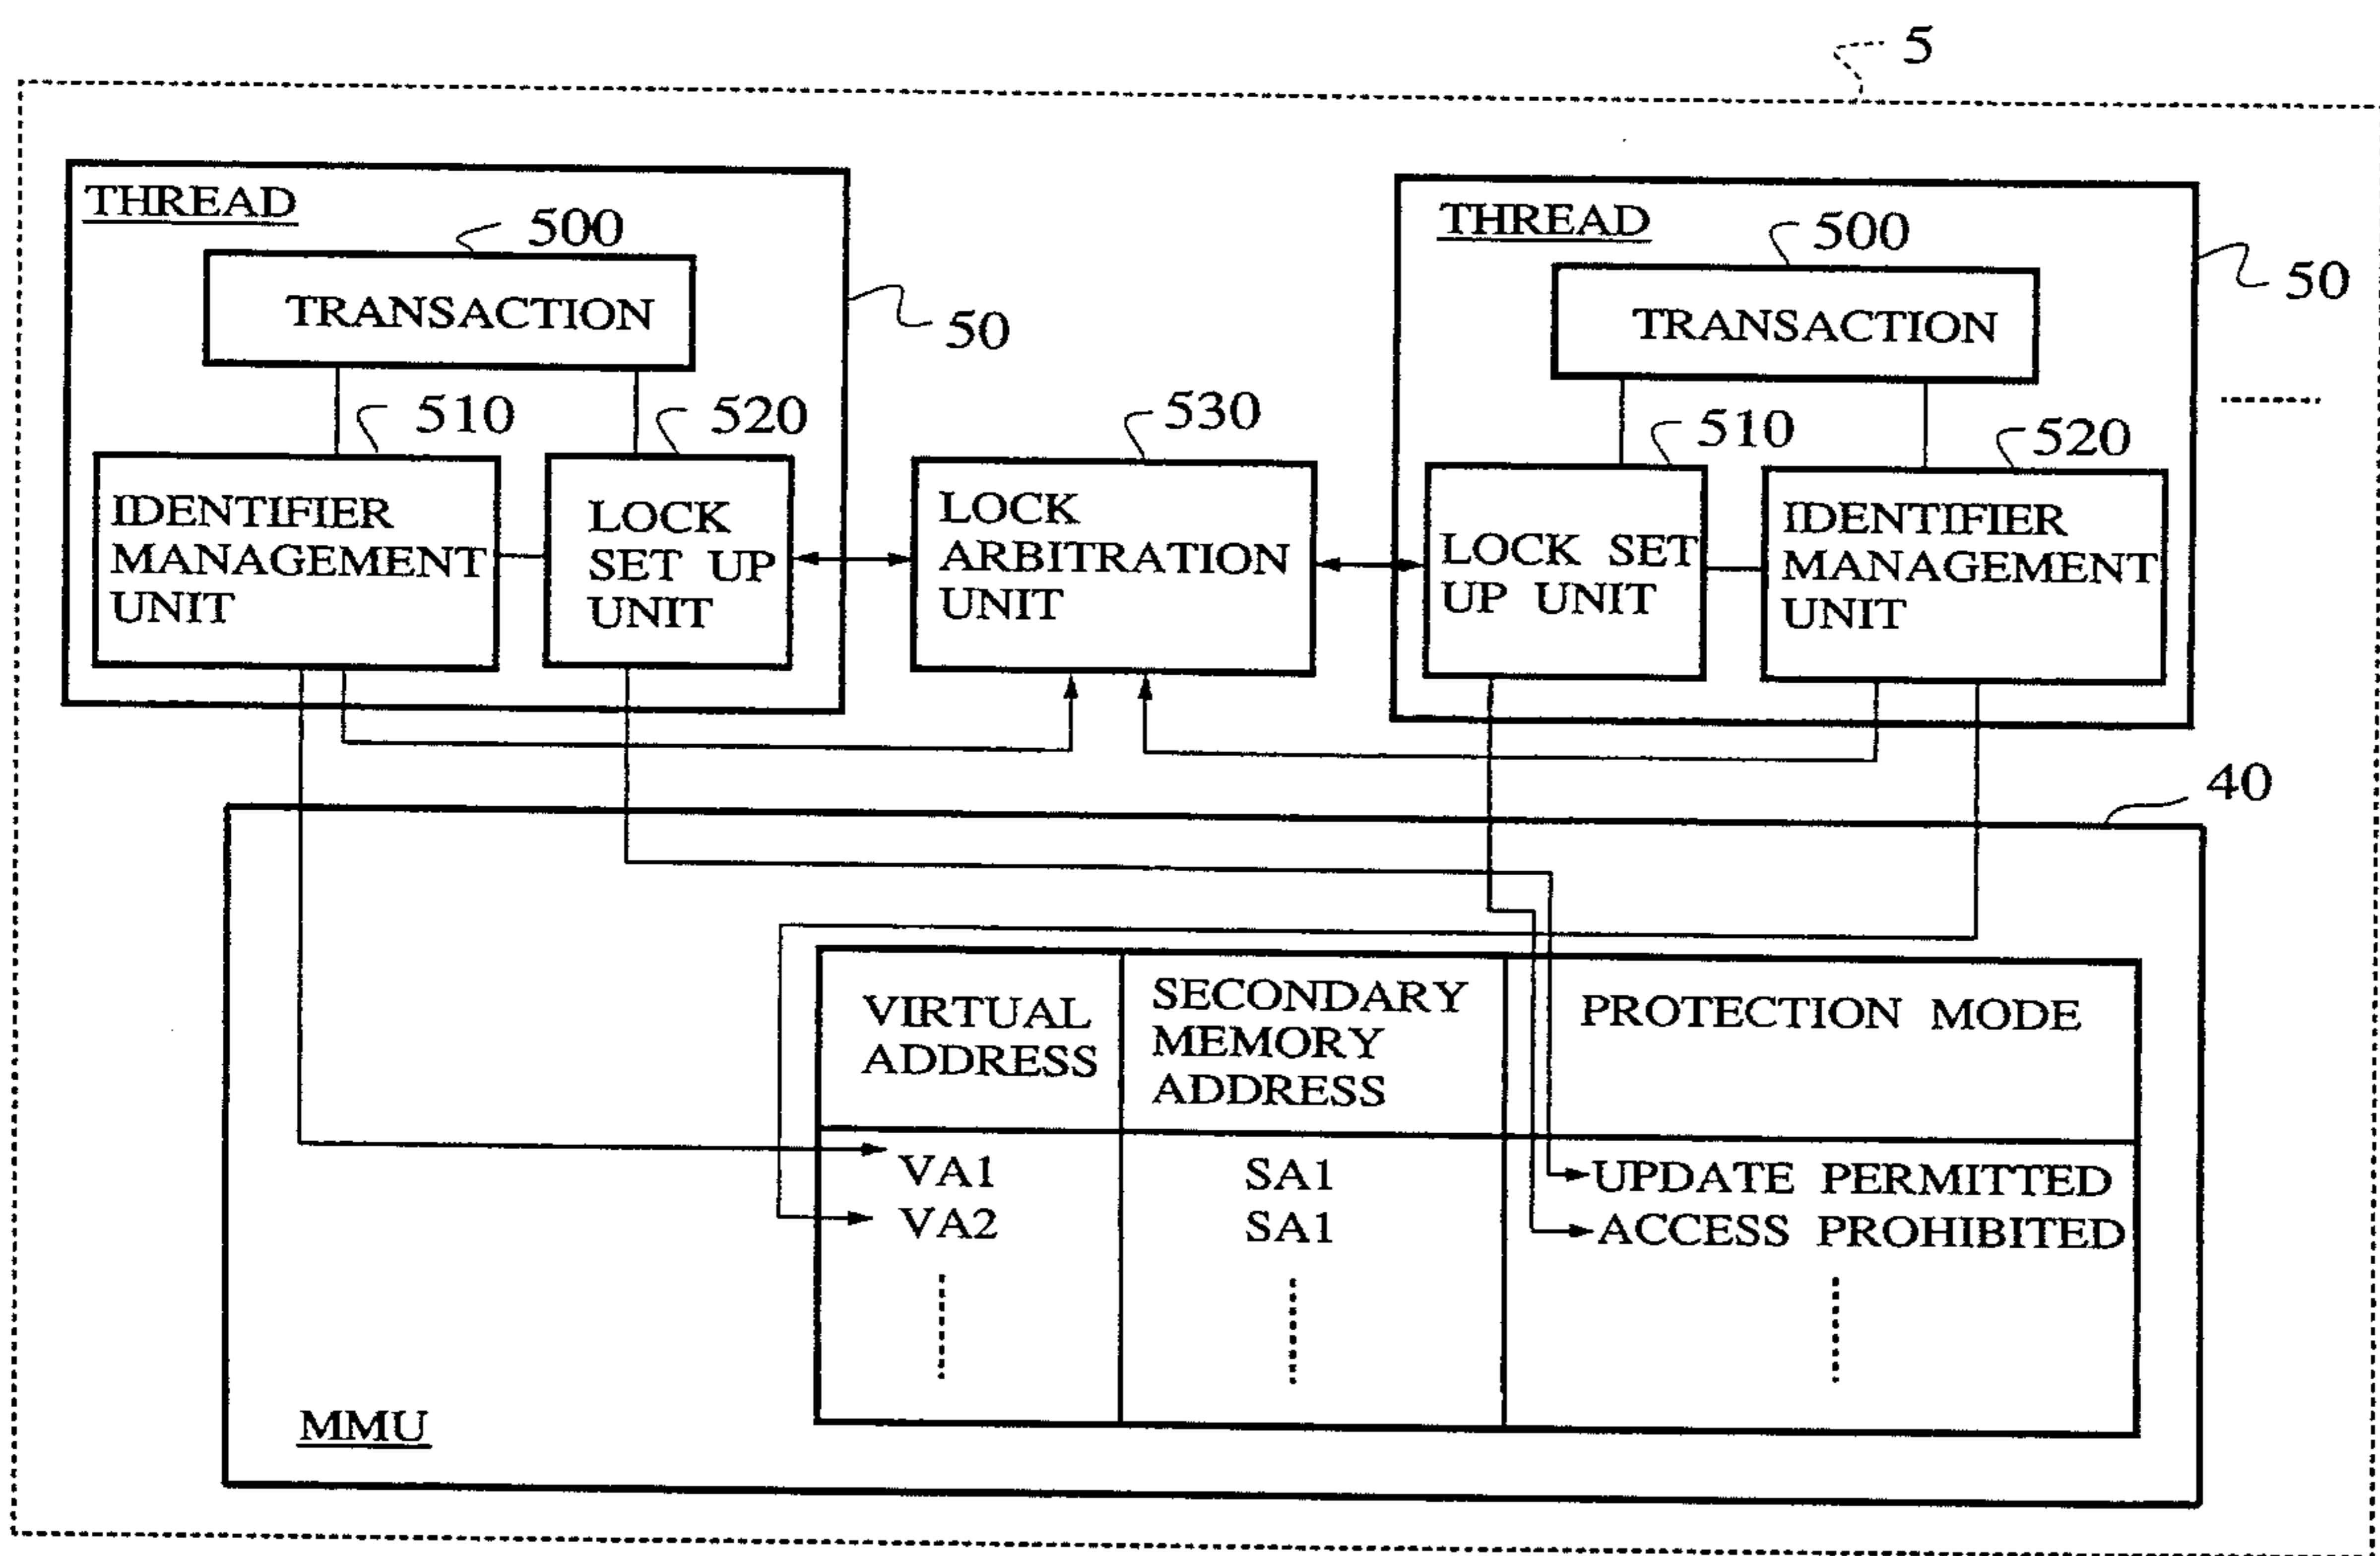 5
THREAD
500
TRANSACTION
50
510
520
IDENTIFIER
MANAGEMENT
UNIT
LOCK
SET UP
UNIT
530
LOCK
ARBITRATION
UNIT
THREAD
500
TRANSACTION
50
510
520
LOCK SET
UP UNIT
IDENTIFIER
MANAGEMENT
UNIT
40
VIRTUAL
ADDRESS
SECONDARY
MEMORY
ADDRESS
PROTECTION MODE
VA1 SA1 UPDATE PERMITTED
VA2 SA1 ACCESS PROHIBITED
MMU